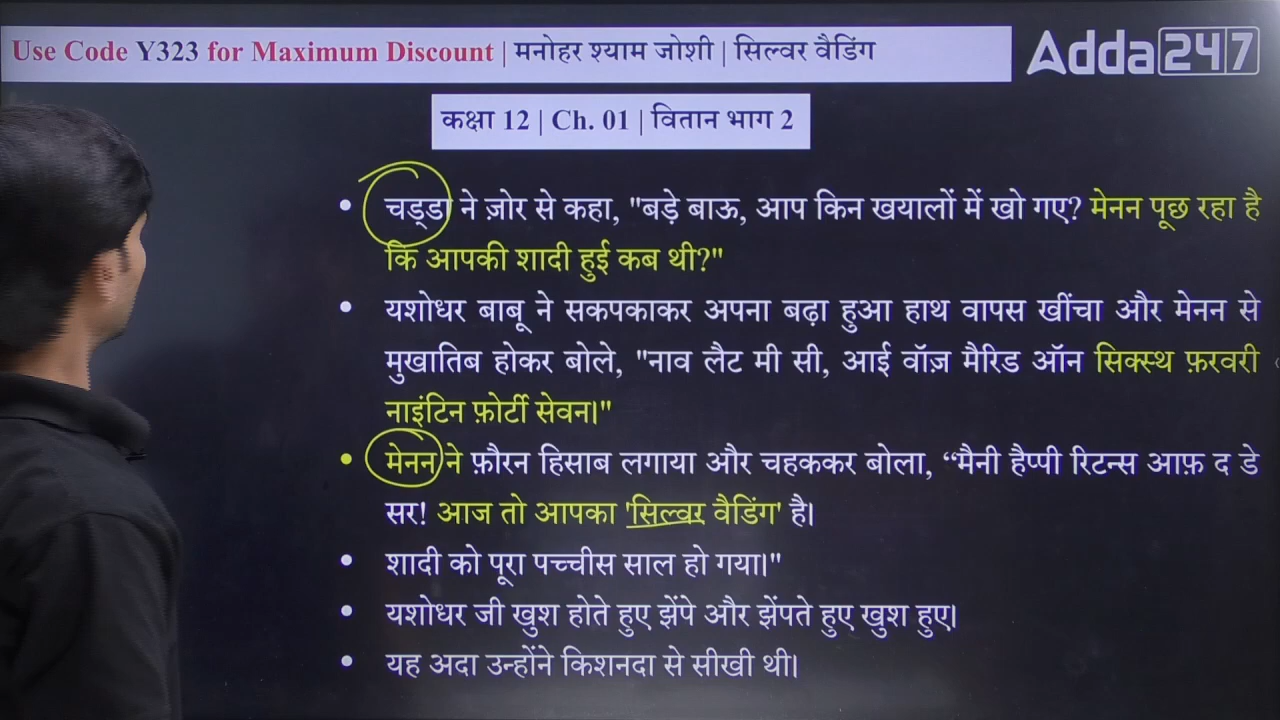 Use Code Y323 for Maximum Discount | मनोहर श्याम जोशी | सिल्वर वैडिंग
Adda247
कक्षा 12 | Ch. 01 | वितान भाग 2
• चड्डा ने ज़ोर से कहा, "बड़े बाऊ, आप किन खयालों में खो गए? मेनन पूछ रहा है
कि आपकी शादी हुई कब थी?"
• यशोधर बाबू ने सकपकाकर अपना बढ़ा हुआ हाथ वापस खींचा और मेनन से
मुखातिब होकर बोले, "नाव लैट मी सी, आई वॉज़ मैरिड ऑन सिक्स्थ फ़रवरी
नाइंटिन फ़ोर्टी सेवन।"
• मेनन ने फ़ौरन हिसाब लगाया और चहककर बोला, “मैनी हैप्पी रिटन्स आफ़ द डे
सर! आज तो आपका 'सिल्वर वैडिंग' है।
• शादी को पूरा पच्चीस साल हो गया।"
• यशोधर जी खुश होते हुए झेंपे और झेंपते हुए खुश हुए।
• यह अदा उन्होंने किशनदा से सीखी थी।